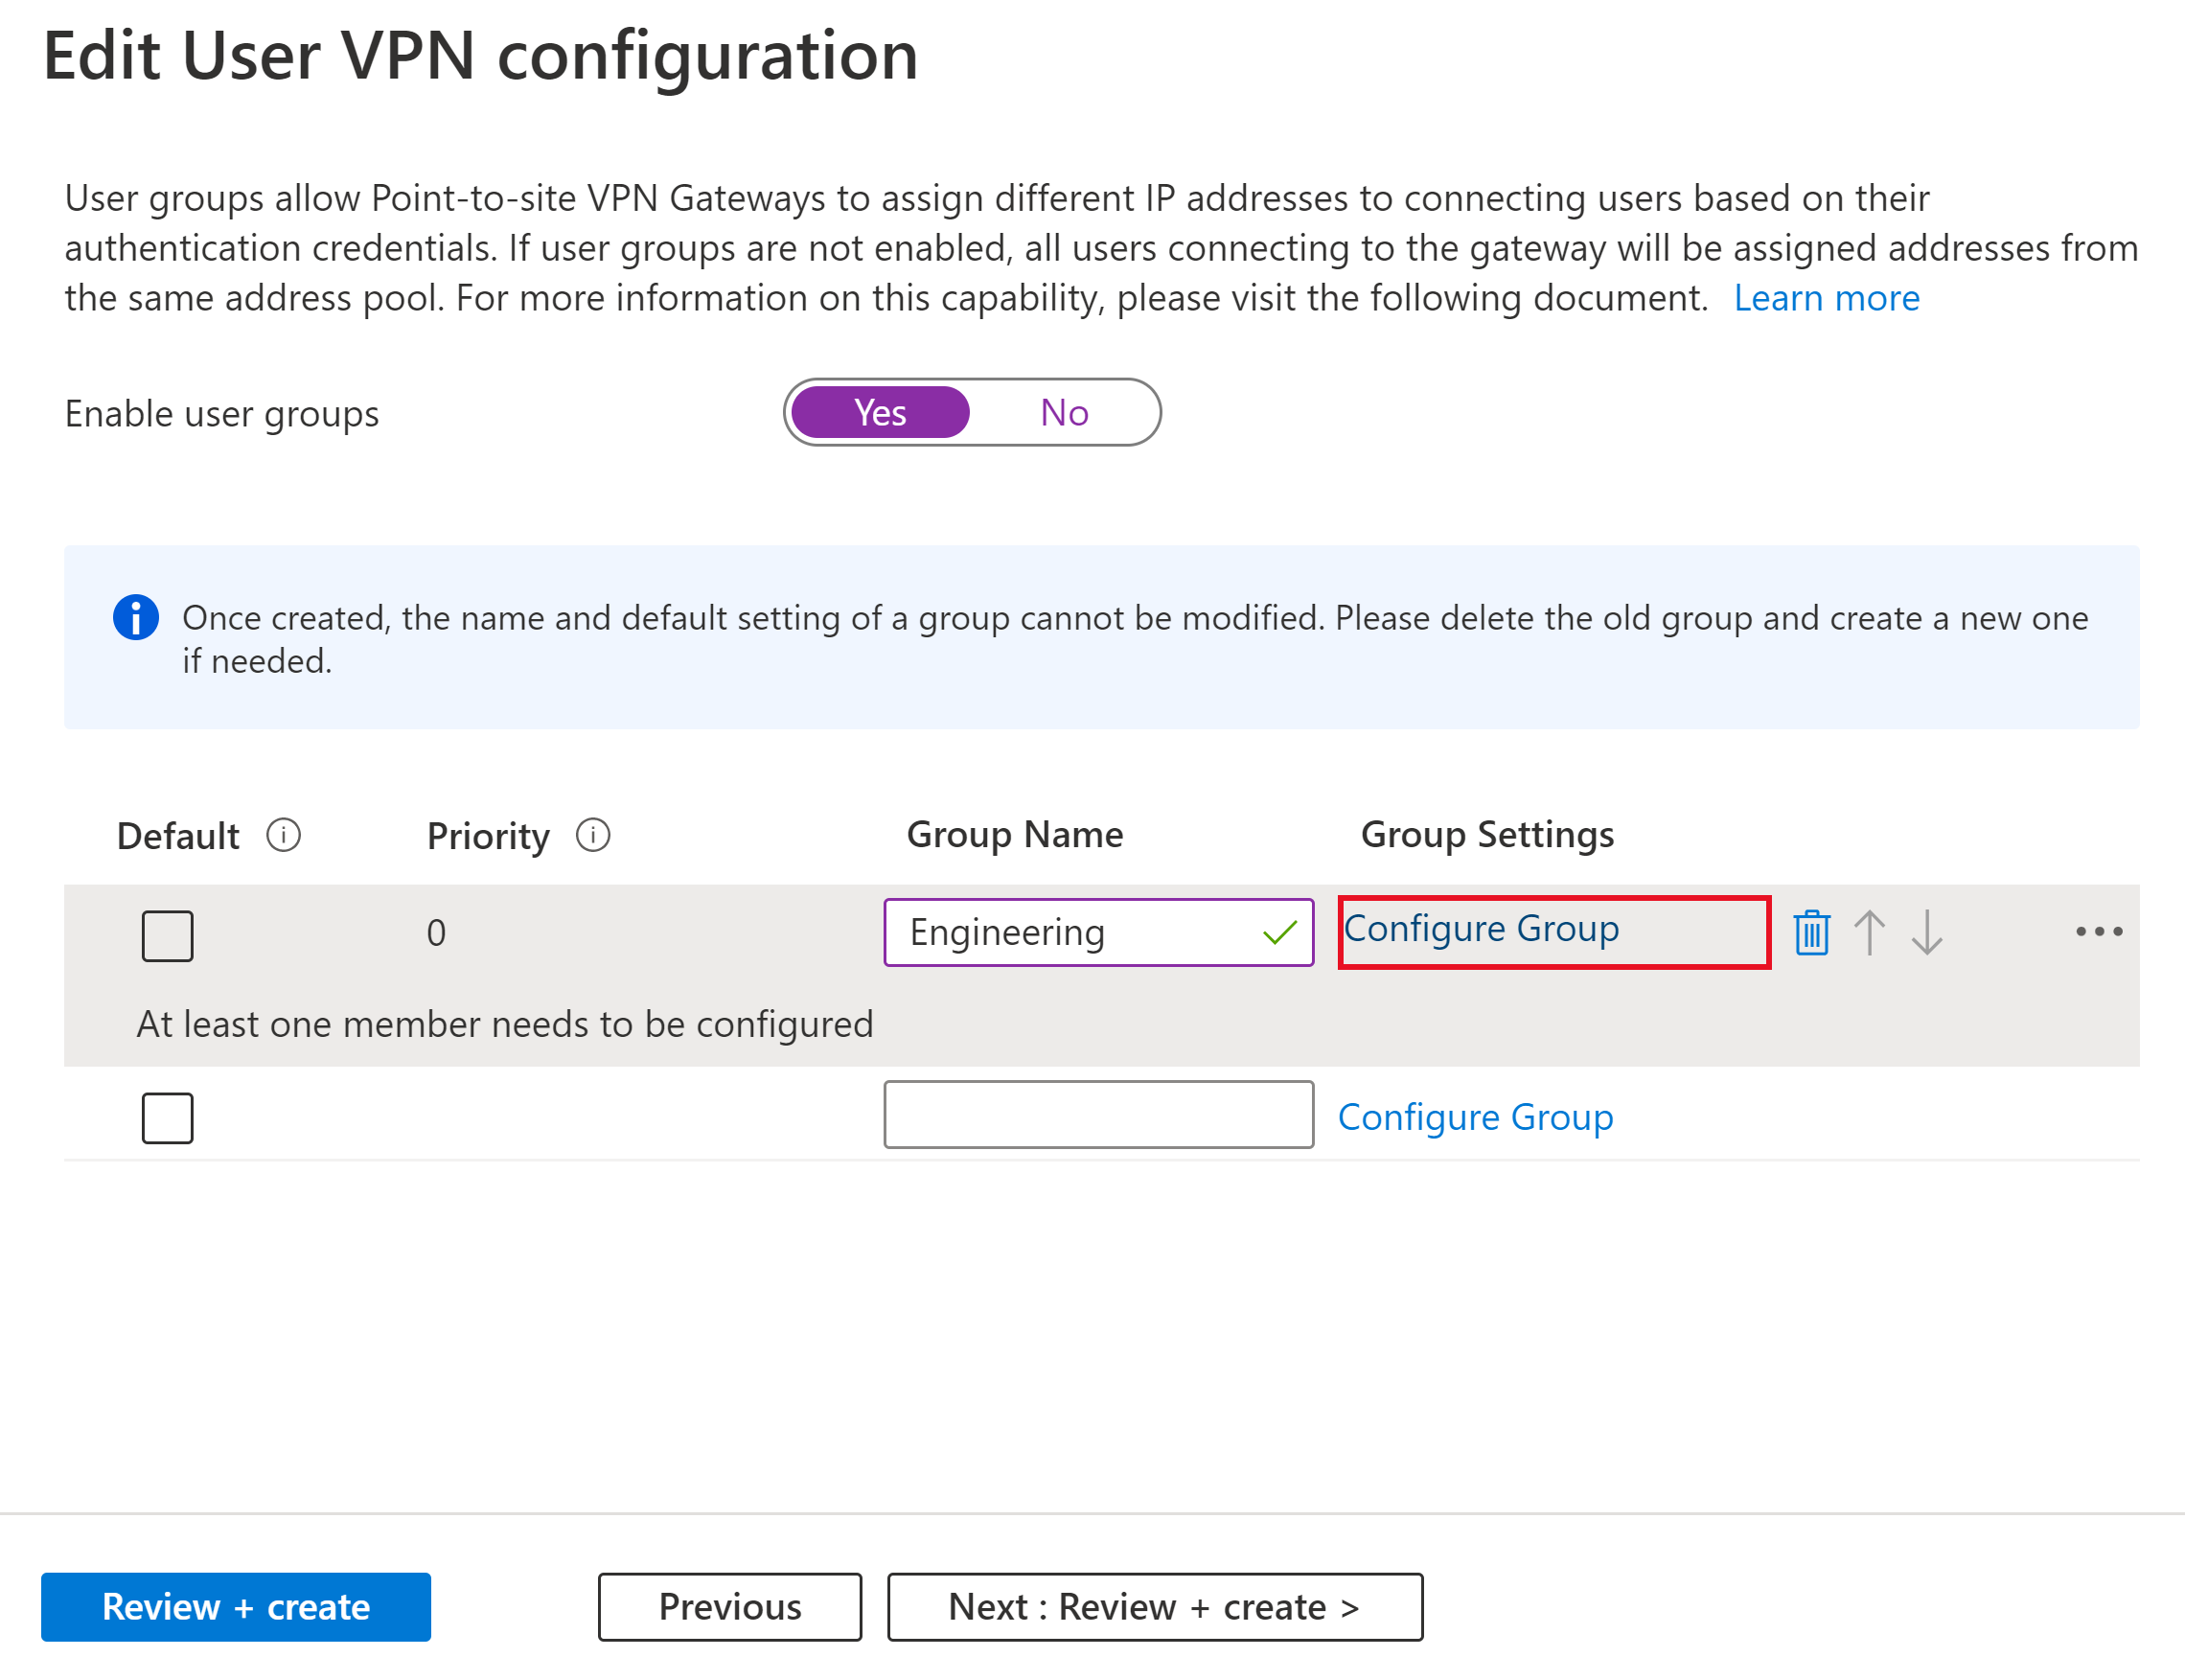 Edit User VPN configuration
User groups allow Point-to-site VPN Gateways to assign different IP addresses to connecting users based on their
authentication credentials. If user groups are not enabled, all users connecting to the gateway will be assigned addresses from
the same address pool. For more information on this capability, please visit the following document. Learn more
Enable user groups Yes No
Once created, the name and default setting of a group cannot be modified. Please delete the old group and create a new one
if needed.
Default Priority Group Name Group Settings
0 Engineering Configure Group
At least one member needs to be configured
Configure Group
Review + create Previous Next : Review + create >